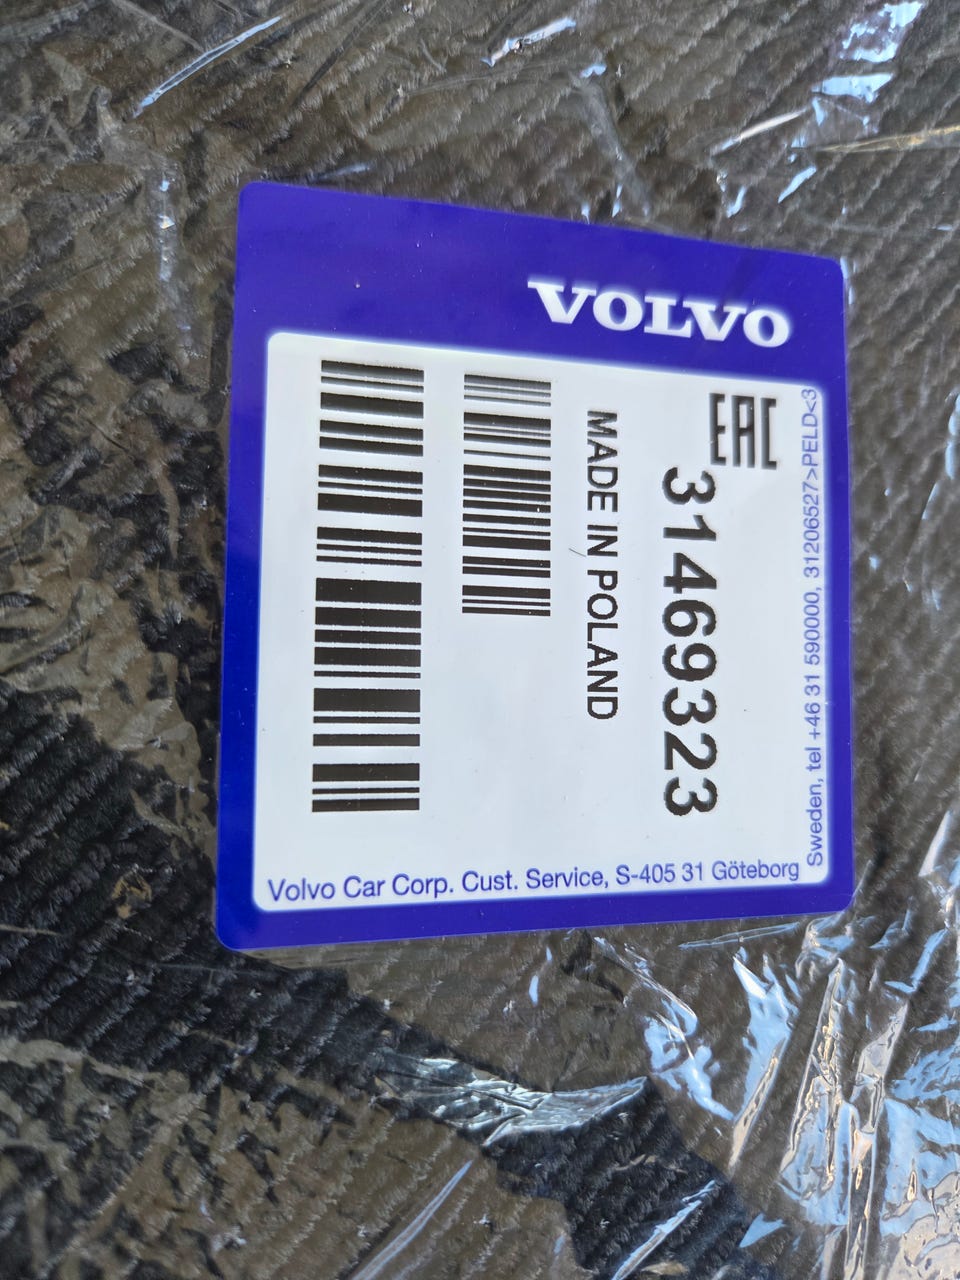 VOLVO
EAC
31469323
MADE IN POLAND
Volvo Car Corp. Cust. Service, S-405 31 Göteborg
Sweden, tel +46 31 590000, 31206527>PELD<3